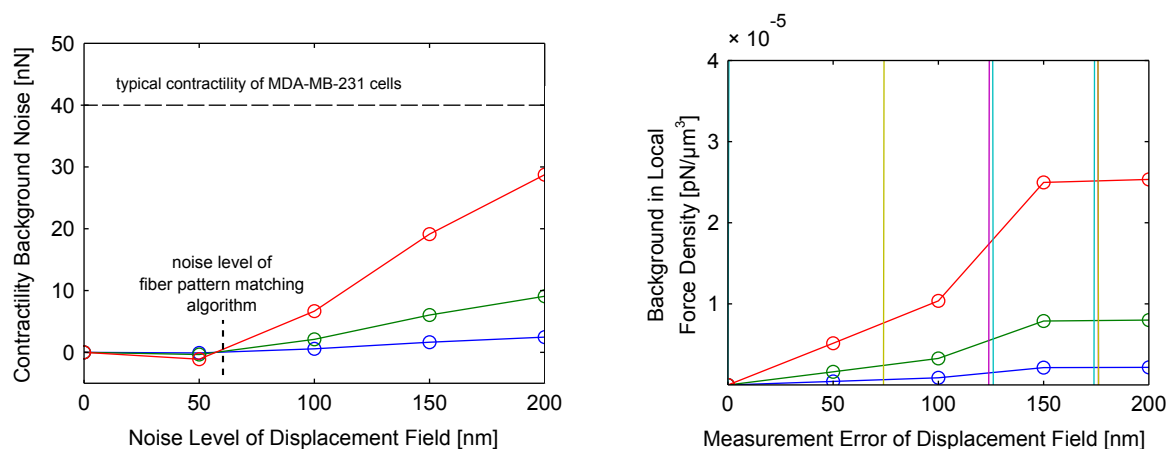 Contractility Background Noise [nN]
50
40
30
20
10
0
typical contractility of MDA-MB-231 cells
noise level of
fiber pattern matching
algorithm
0 50 100 150 200
Noise Level of Displacement Field [nm]
Background in Local
Force Density [pN/µm³]
× 10⁻⁵
4
3
2
1
0 50 100 150 200
Measurement Error of Displacement Field [nm]